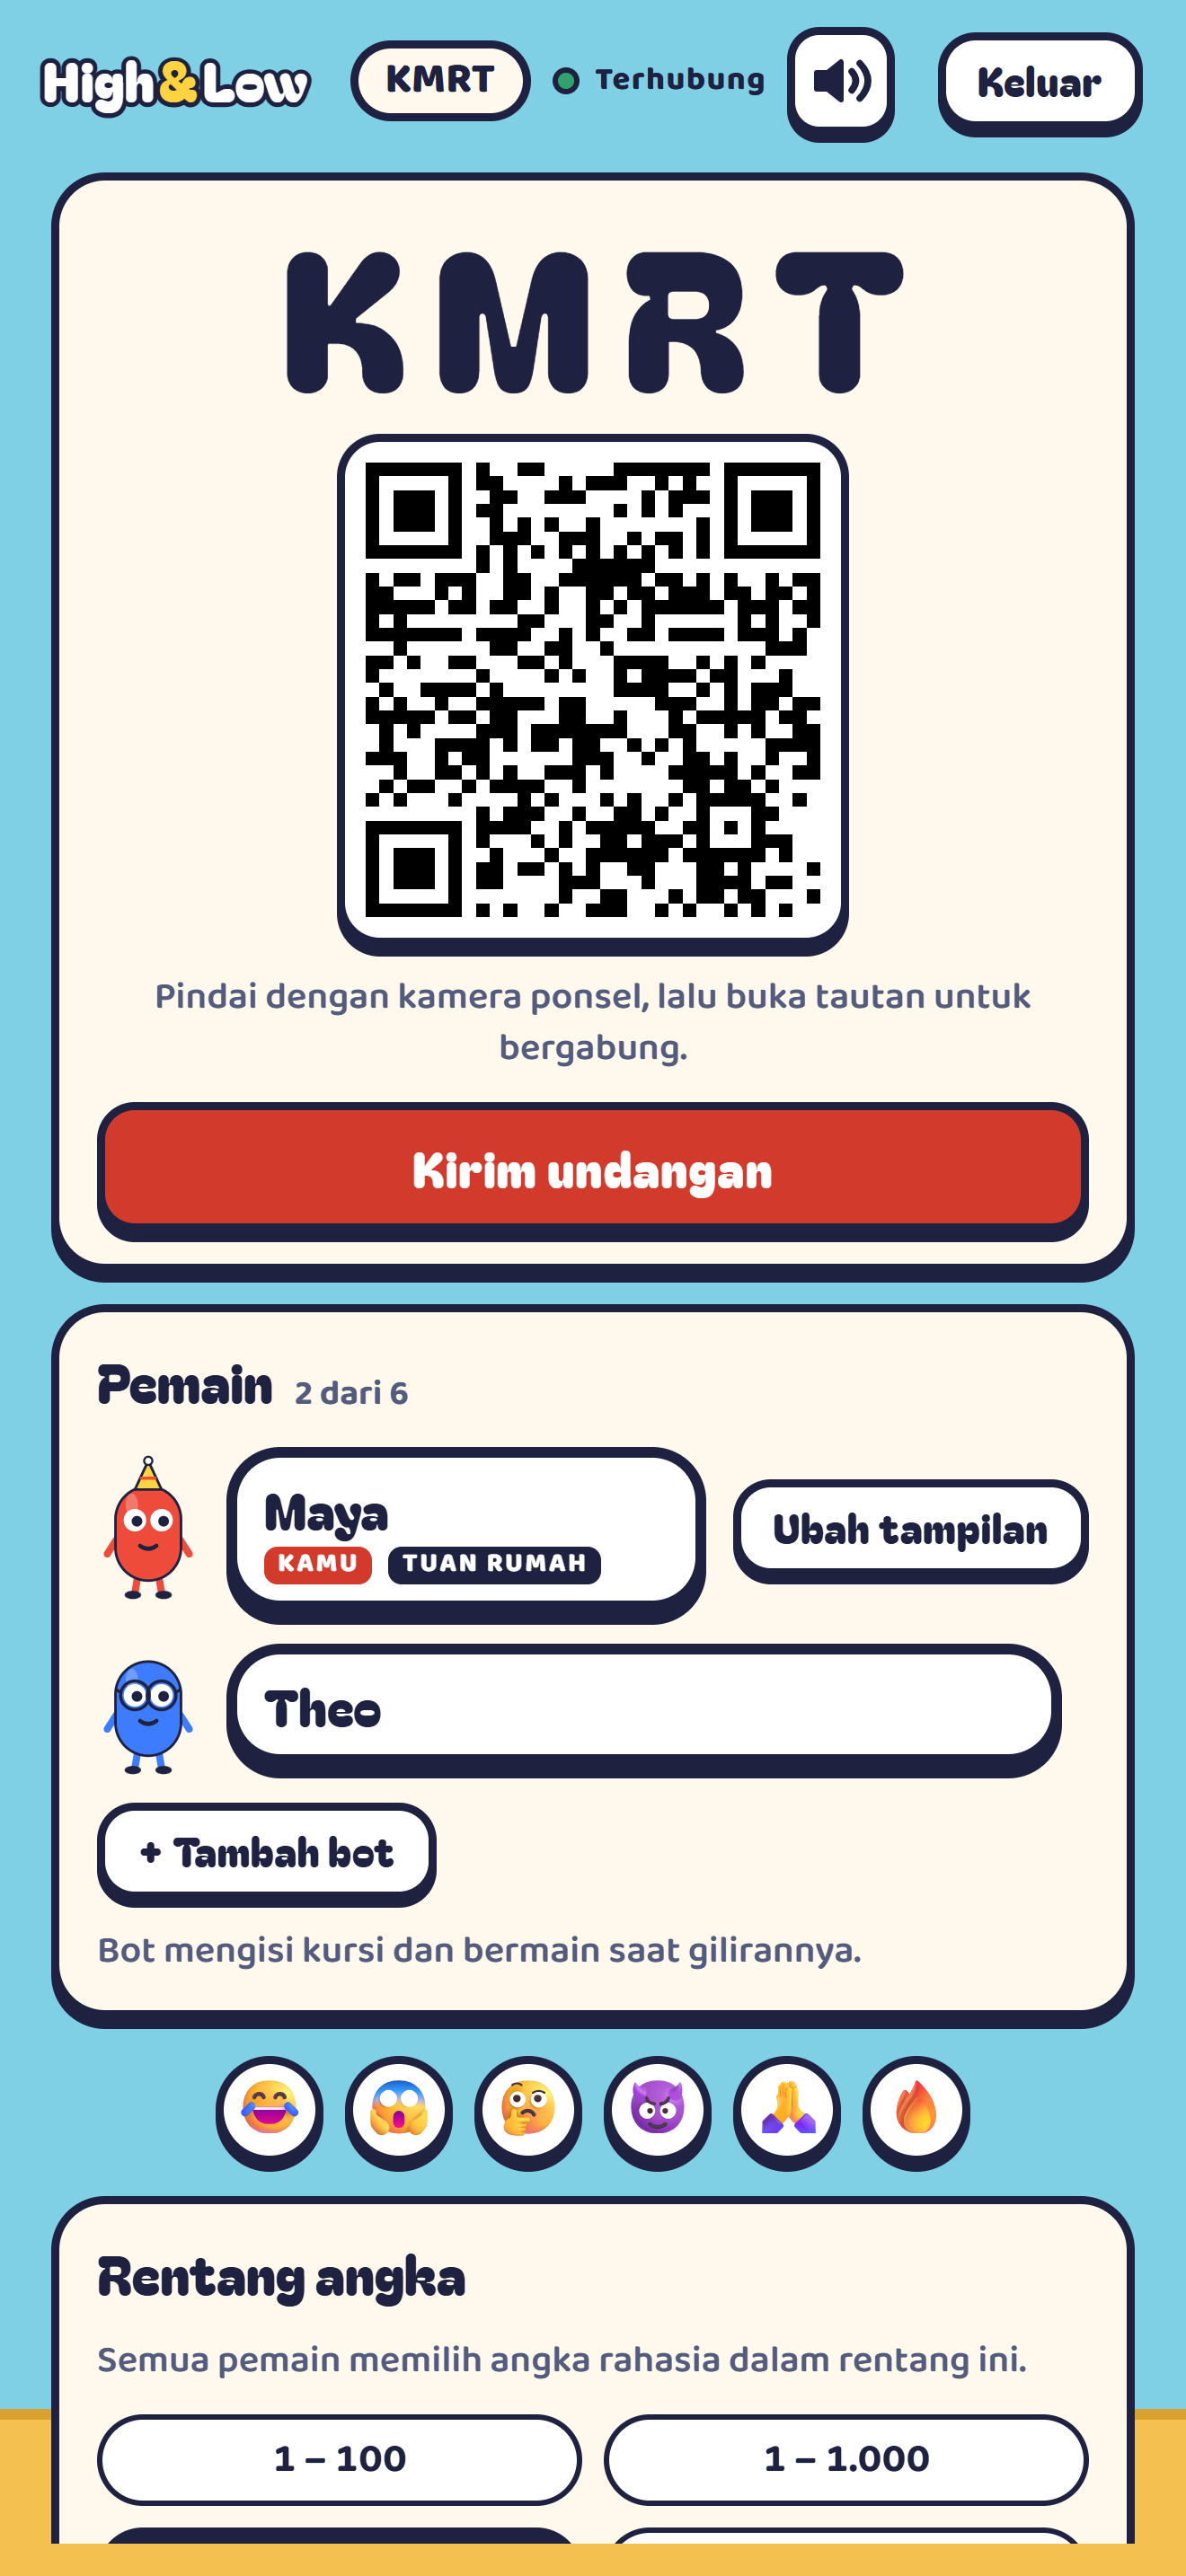 High&Low
KMRT
Terhubung
Keluar
KMRT
Pindai dengan kamera ponsel, lalu buka tautan untuk
bergabung.
Kirim undangan
Pemain 2 dari 6
Maya
KAMU TUAN RUMAH
Ubah tampilan
Theo
+ Tambah bot
Bot mengisi kursi dan bermain saat gilirannya.
Rentang angka
Semua pemain memilih angka rahasia dalam rentang ini.
1 – 100
1 – 1.000